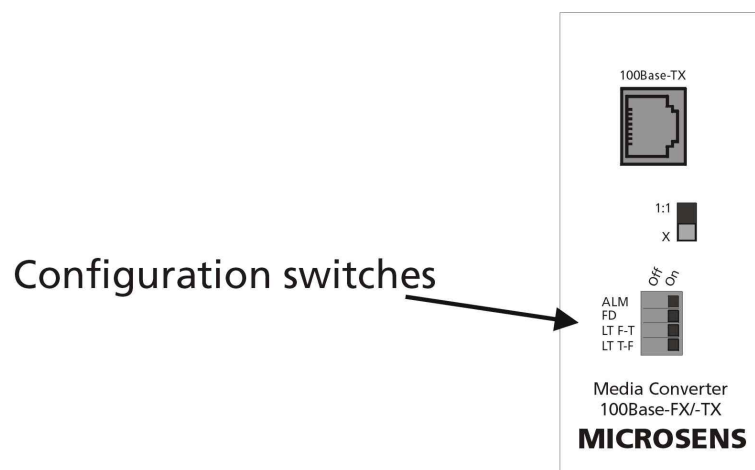 100Base-TX
1:1
X
Configuration switches
Off On
ALM
FD
LT F-T
LT T-F
Media Converter
100Base-FX/-TX
MICROSENS